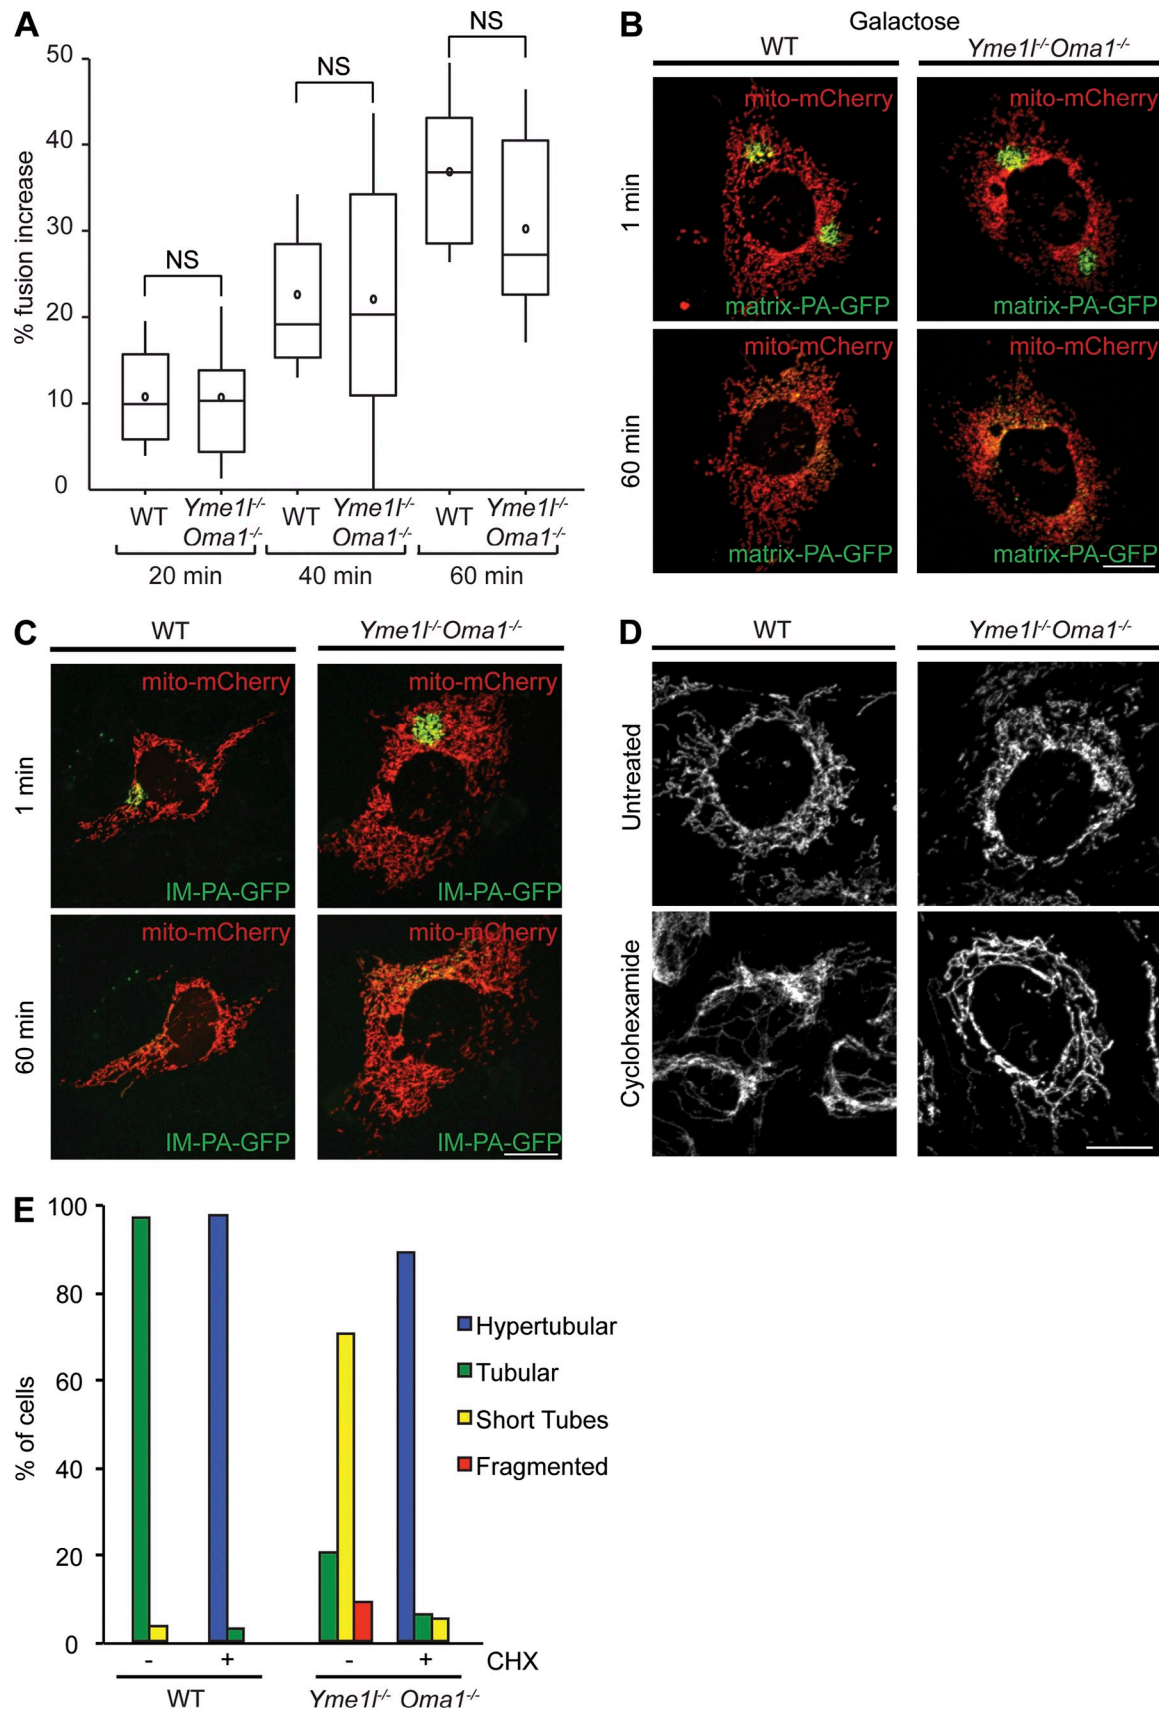 A
NS
NS
NS
% fusion increase
50
40
30
20
10
0
WT
Yme1l-/-
Oma1-/-
WT
Yme1l-/-
Oma1-/-
WT
Yme1l-/-
Oma1-/-
20 min
40 min
60 min
B
Galactose
WT
Yme1l-/-Oma1-/-
1 min
mito-mCherry
matrix-PA-GFP
mito-mCherry
matrix-PA-GFP
60 min
mito-mCherry
matrix-PA-GFP
mito-mCherry
matrix-PA-GFP
C
WT
Yme1l-/-Oma1-/-
1 min
mito-mCherry
IM-PA-GFP
mito-mCherry
IM-PA-GFP
60 min
mito-mCherry
IM-PA-GFP
mito-mCherry
IM-PA-GFP
D
WT
Yme1l-/-Oma1-/-
Untreated
Cyclohexamide
E
% of cells
100
80
60
40
20
0
Hypertubular
Tubular
Short Tubes
Fragmented
- + - + CHX
WT
Yme1l-/- Oma1-/-